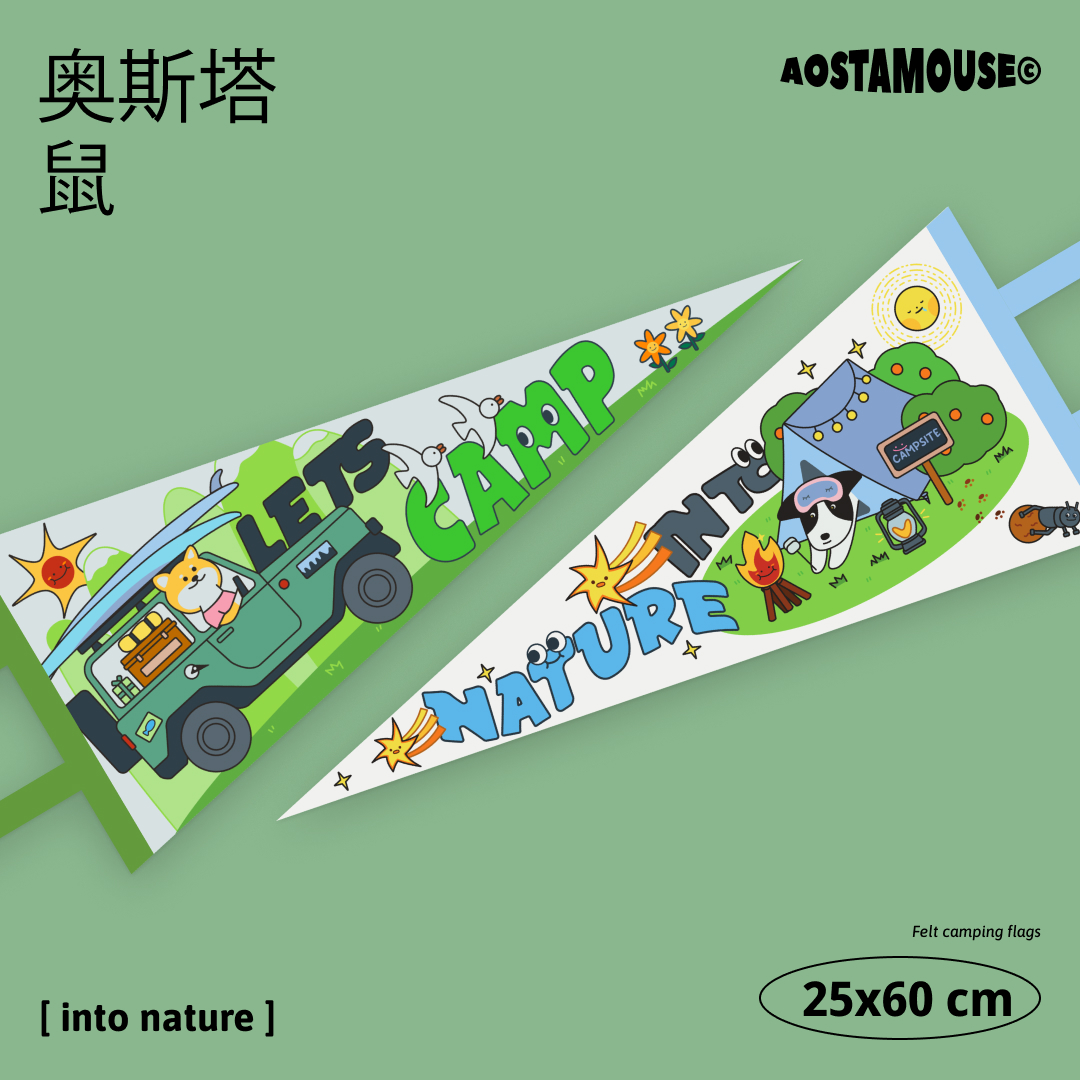 奥斯塔
鼠
AOSTAMOUSE©
LETS
CAMP
INTO
NATURE
CAMPSITE
Felt camping flags
[ into nature ]
25x60 cm